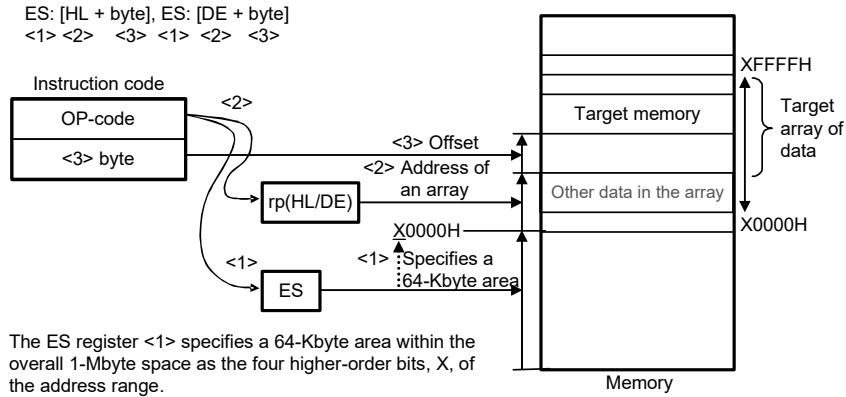 ES: [HL + byte], ES: [DE + byte]
<1> <2> <3> <1> <2> <3>
Instruction code
OP-code
<3> byte
<2>
<3> Offset
<2> Address of
an array
rp(HL/DE)
X0000H
<1>
<1> Specifies a
64-Kbyte area
ES
XFFFFH
Target memory
Target
array of
data
Other data in the array
X0000H
Memory
The ES register <1> specifies a 64-Kbyte area within the
overall 1-Mbyte space as the four higher-order bits, X, of
the address range.